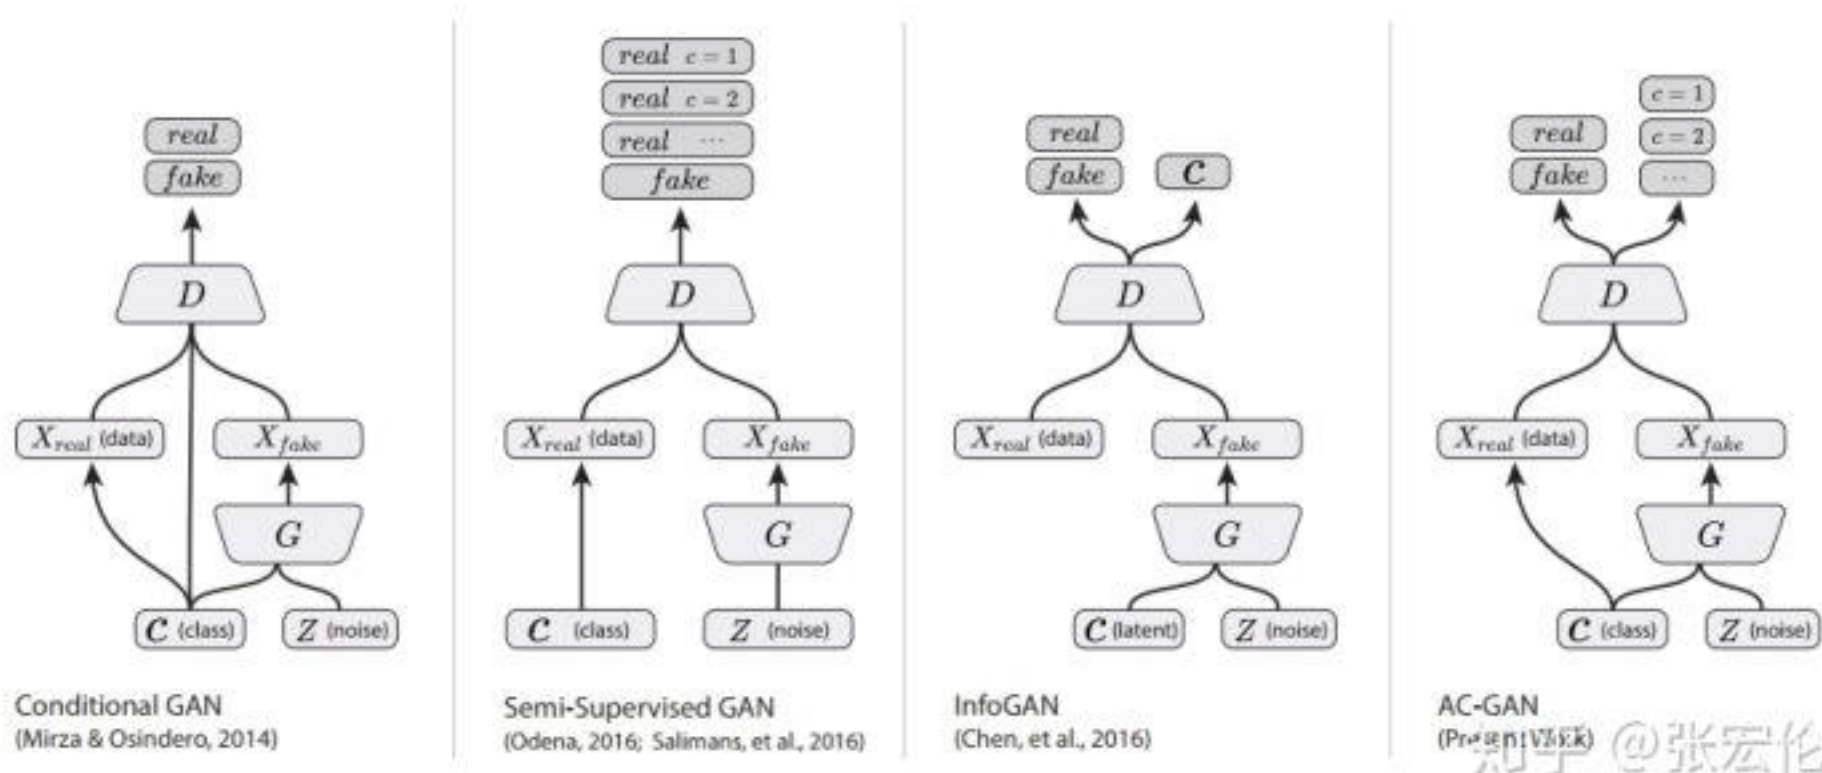 real
fake
D
X_real (data)
X_fake
G
C (class)
Z (noise)
Conditional GAN
(Mirza & Osindero, 2014)
real c = 1
real c = 2
real ...
fake
D
X_real (data)
X_fake
G
C (class)
Z (noise)
Semi-Supervised GAN
(Odena, 2016; Salimans, et al., 2016)
real
fake
C
D
X_real (data)
X_fake
G
C (latent)
Z (noise)
InfoGAN
(Chen, et al., 2016)
real
fake
c = 1
c = 2
...
D
X_real (data)
X_fake
G
C (class)
Z (noise)
AC-GAN
(Present Work)
知乎 @张宏伦